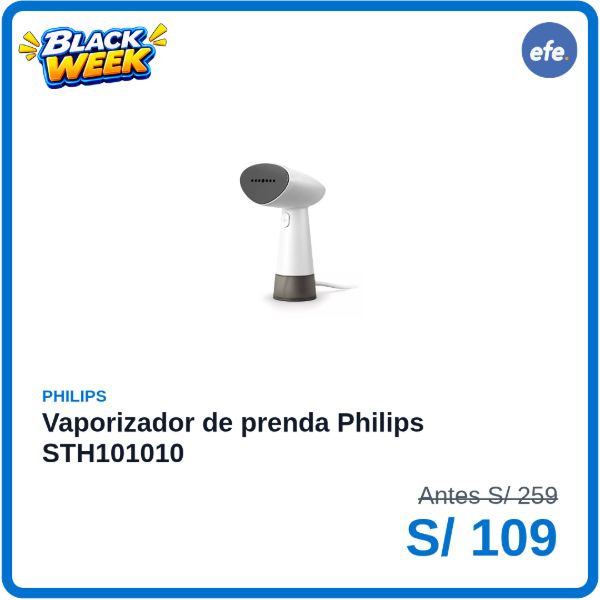 BLACK
WEEK
efe.
PHILIPS
Vaporizador de prenda Philips
STH101010
Antes S/ 259
S/ 109